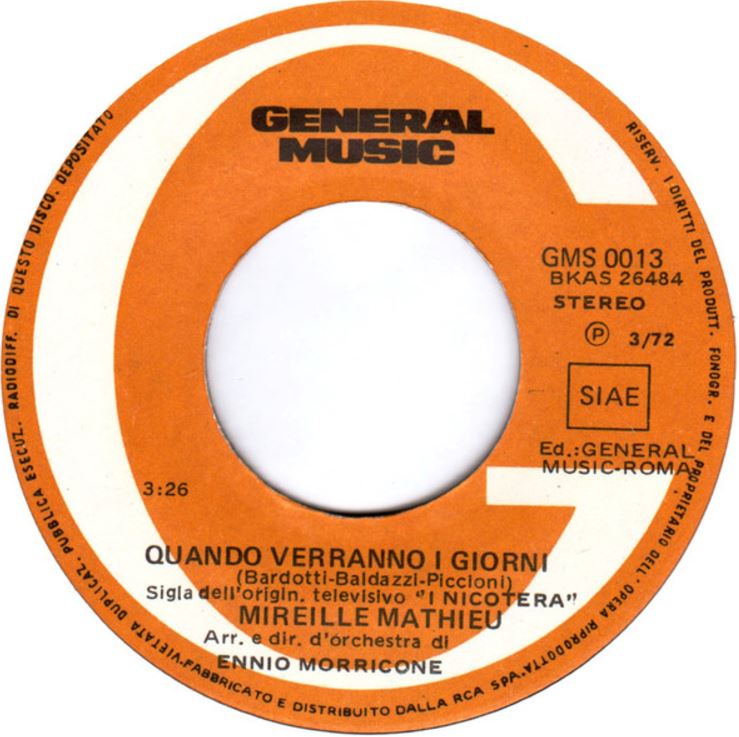 GENERAL
MUSIC
GMS 0013
BKAS 26484
STEREO
Ⓟ 3/72
SIAE
Ed.:GENERAL
MUSIC-ROMA
3:26
QUANDO VERRANNO I GIORNI
(Bardotti-Baldazzi-Piccioni)
Sigla dell'origin. televisivo "I NICOTERA"
MIREILLE MATHIEU
Arr. e dir. d'orchestra di
ENNIO MORRICONE
RISERV. I DIRITTI DEL PRODUTT. FONOGR. E DEL PROPRIETARIO DELL' OPERA RIPRODOTTA. VIETATA DUPLICAZ. PUBBLICA ESECUZ. RADIODIFF. DI QUESTO DISCO. DEPOSITATO
FABBRICATO E DISTRIBUITO DALLA RCA SpA.